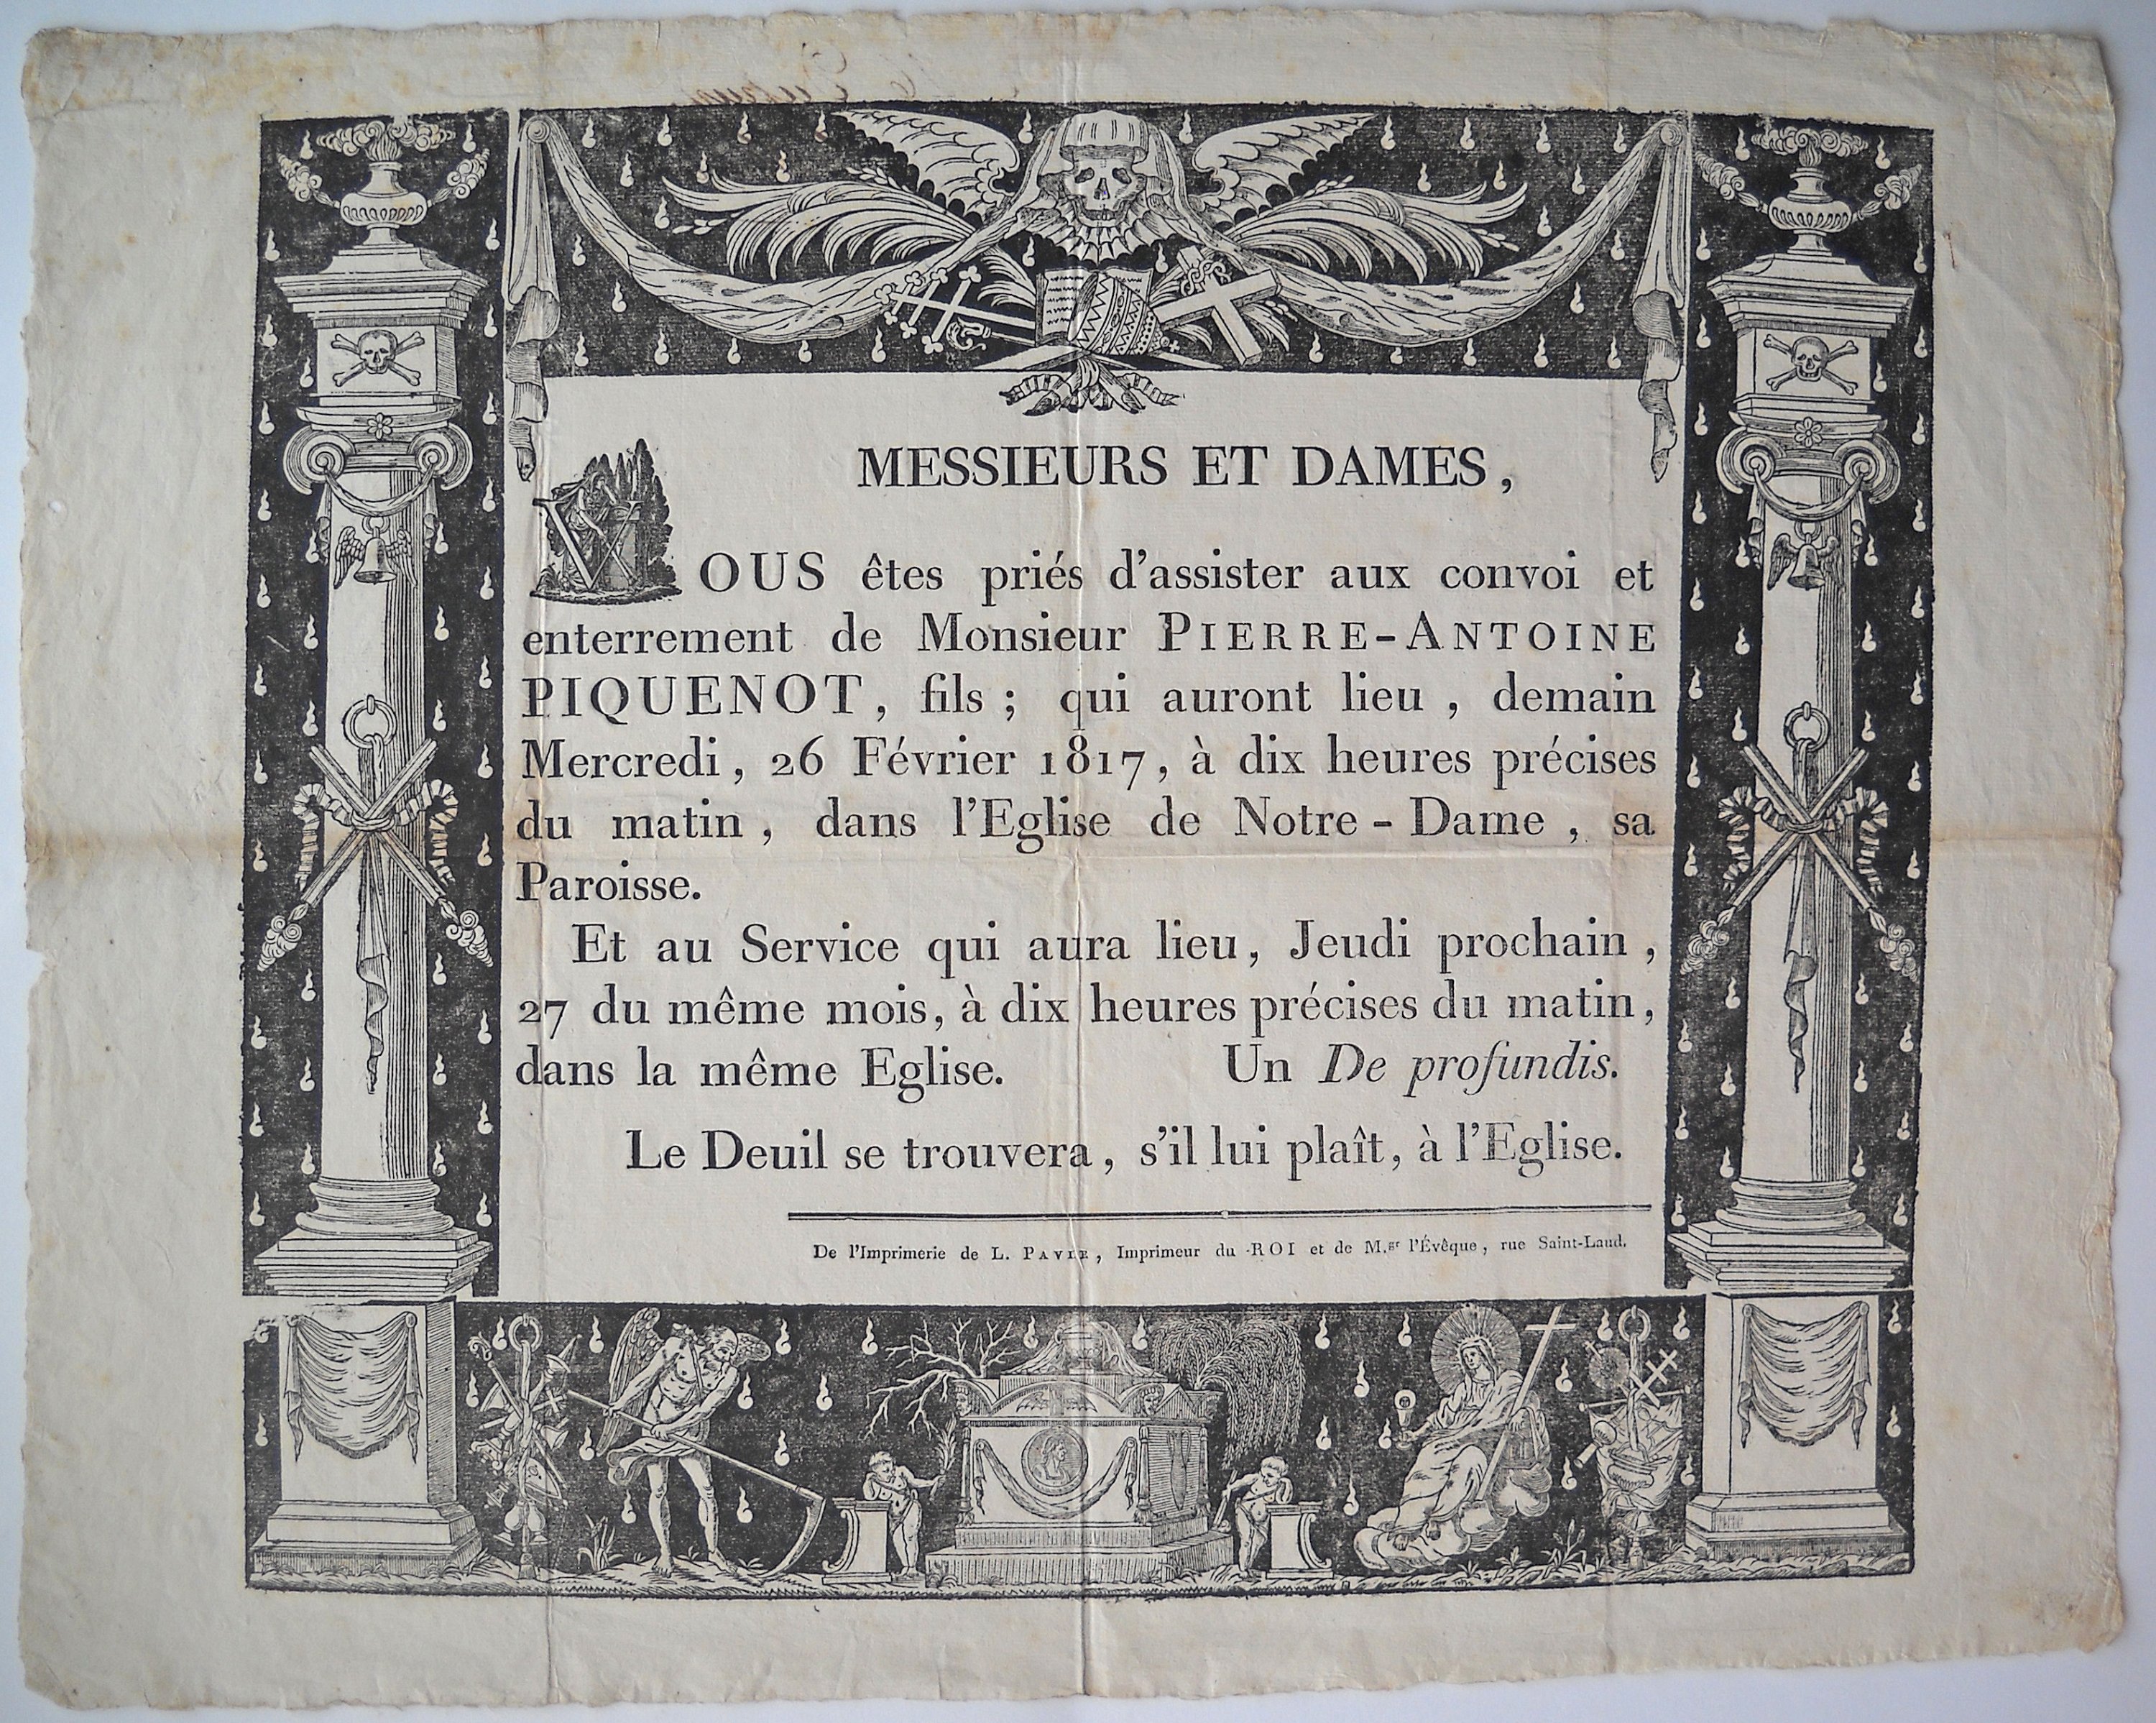 MESSIEURS ET DAMES,
VOUS êtes priés d'assister aux convoi et
enterrement de Monsieur PIERRE-ANTOINE
PIQUENOT, fils ; qui auront lieu , demain
Mercredi, 26 Février 1817, à dix heures précises
du matin , dans l'Eglise de Notre-Dame , sa
Paroisse.
Et au Service qui aura lieu, Jeudi prochain ,
27 du même mois, à dix heures précises du matin,
dans la même Eglise. Un De profundis.
Le Deuil se trouvera, s'il lui plaît, à l'Eglise.
De l'Imprimerie de L. PAVIE, Imprimeur du ROI et de M.gr l'Évêque, rue Saint-Laud.